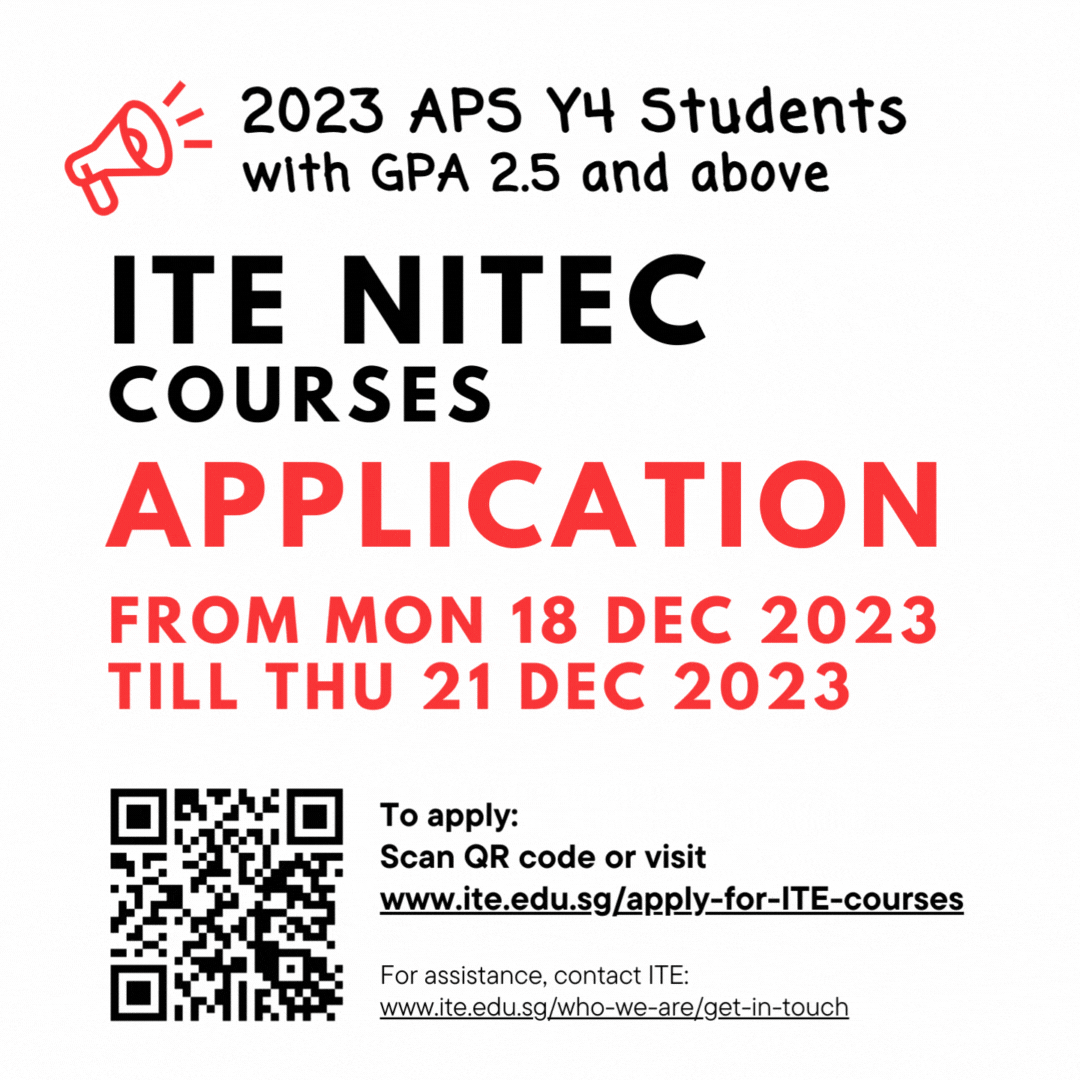 2023 APS Y4 Students
with GPA 2.5 and above
ITE NITEC
COURSES
APPLICATION
FROM MON 18 DEC 2023
TILL THU 21 DEC 2023
To apply:
Scan QR code or visit
www.ite.edu.sg/apply-for-ITE-courses
For assistance, contact ITE:
www.ite.edu.sg/who-we-are/get-in-touch